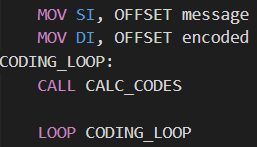 MOV SI, OFFSET message
MOV DI, OFFSET encoded
CODING_LOOP:
CALL CALC_CODES
LOOP CODING_LOOP